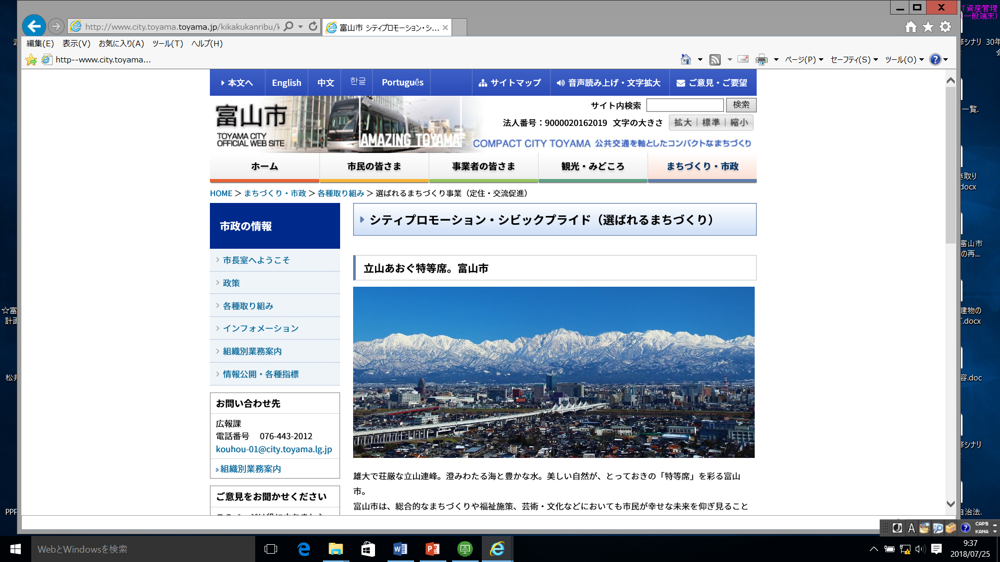 http://www.city.toyama.toyama.jp/kikakukanribu/k
富山市 シティプロモーション・シ...
編集(E) 表示(V) お気に入り(A) ツール(T) ヘルプ(H)
http--www.city.toyama...
ページ(P) セーフティ(S) ツール(O)
本文へ English 中文 한글 Português サイトマップ 音声読み上げ・文字拡大 ご意見・ご要望
富山市
TOYAMA CITY
OFFICIAL WEB SITE
AMAZING TOYAMA
サイト内検索 検索
法人番号：9000020162019 文字の大きさ 拡大 標準 縮小
COMPACT CITY TOYAMA 公共交通を軸としたコンパクトなまちづくり
ホーム 市民の皆さま 事業者の皆さま 観光・みどころ まちづくり・市政
HOME > まちづくり・市政 > 各種取り組み > 選ばれるまちづくり事業（定住・交流促進）
市政の情報
市長室へようこそ
政策
各種取り組み
インフォメーション
組織別業務案内
情報公開・各種指標
お問い合わせ先
広報課
電話番号 076-443-2012
kouhou-01@city.toyama.lg.jp
組織別業務案内
ご意見をお聞かせください
シティプロモーション・シビックプライド（選ばれるまちづくり）
立山あおぐ特等席。富山市
雄大で荘厳な立山連峰。澄みわたる海と豊かな水。美しい自然が、とっておきの「特等席」を彩る富山
市。
富山市は、総合的なまちづくりや福祉施策、芸術・文化などにおいても市民が幸せな未来を仰ぎ見ること
資産管理
(一般端末)
シナリ 30年
一覧.
き取り
docx
富山市
の再...
建物の
.docx
容.doc
シナリ
自治法.
☆富
計画
松井
PPP
CAPS
KANA
WebとWindowsを検索
9:37
2018/07/25